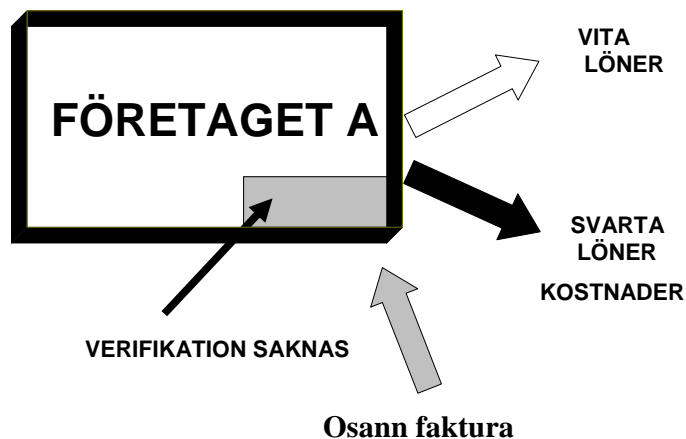 VITA
LÖNER
FÖRETAGET A
SVARTA
LÖNER
KOSTNADER
VERIFIKATION SAKNAS
Osann faktura